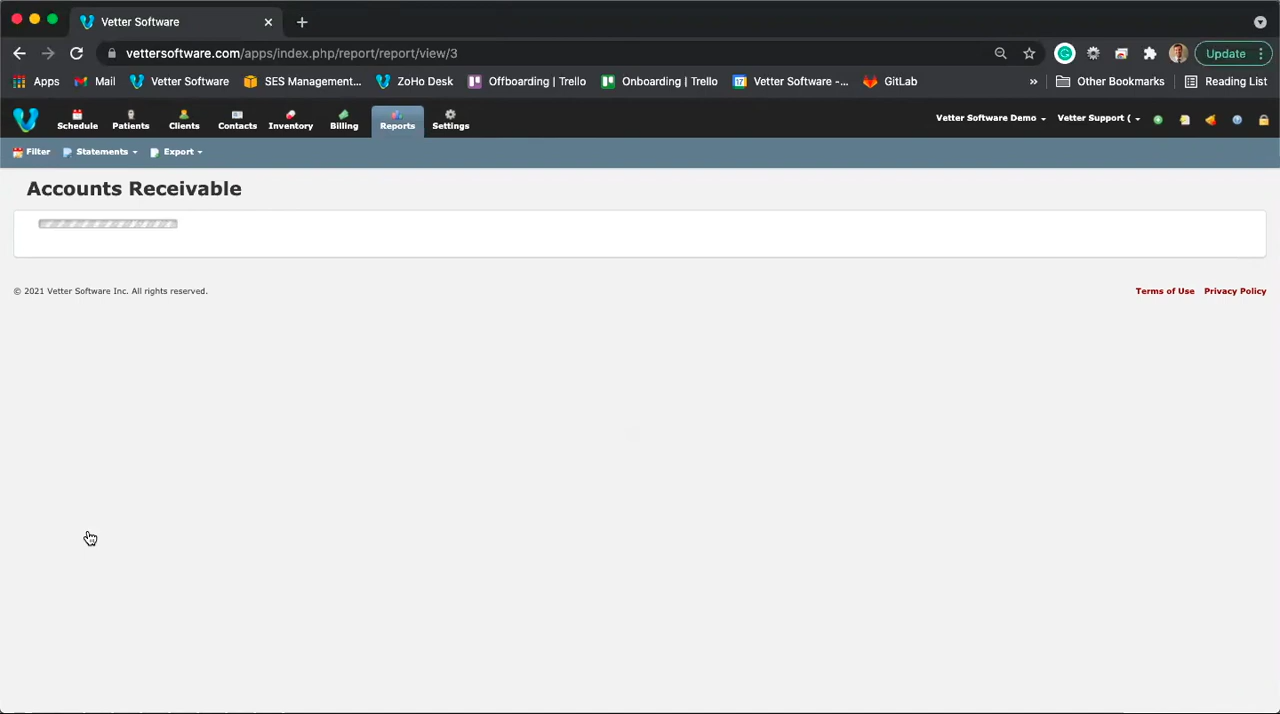 Vetter Software
vettersoftware.com/apps/index.php/report/report/view/3
Update
Apps
Mail
Vetter Software
SES Management...
ZoHo Desk
Offboarding | Trello
Onboarding | Trello
Vetter Software -...
GitLab
»
Other Bookmarks
Reading List
Schedule
Patients
Clients
Contacts
Inventory
Billing
Reports
Settings
Vetter Software Demo
Vetter Support (
Filter
Statements
Export
Accounts Receivable
© 2021 Vetter Software Inc. All rights reserved.
Terms of Use
Privacy Policy